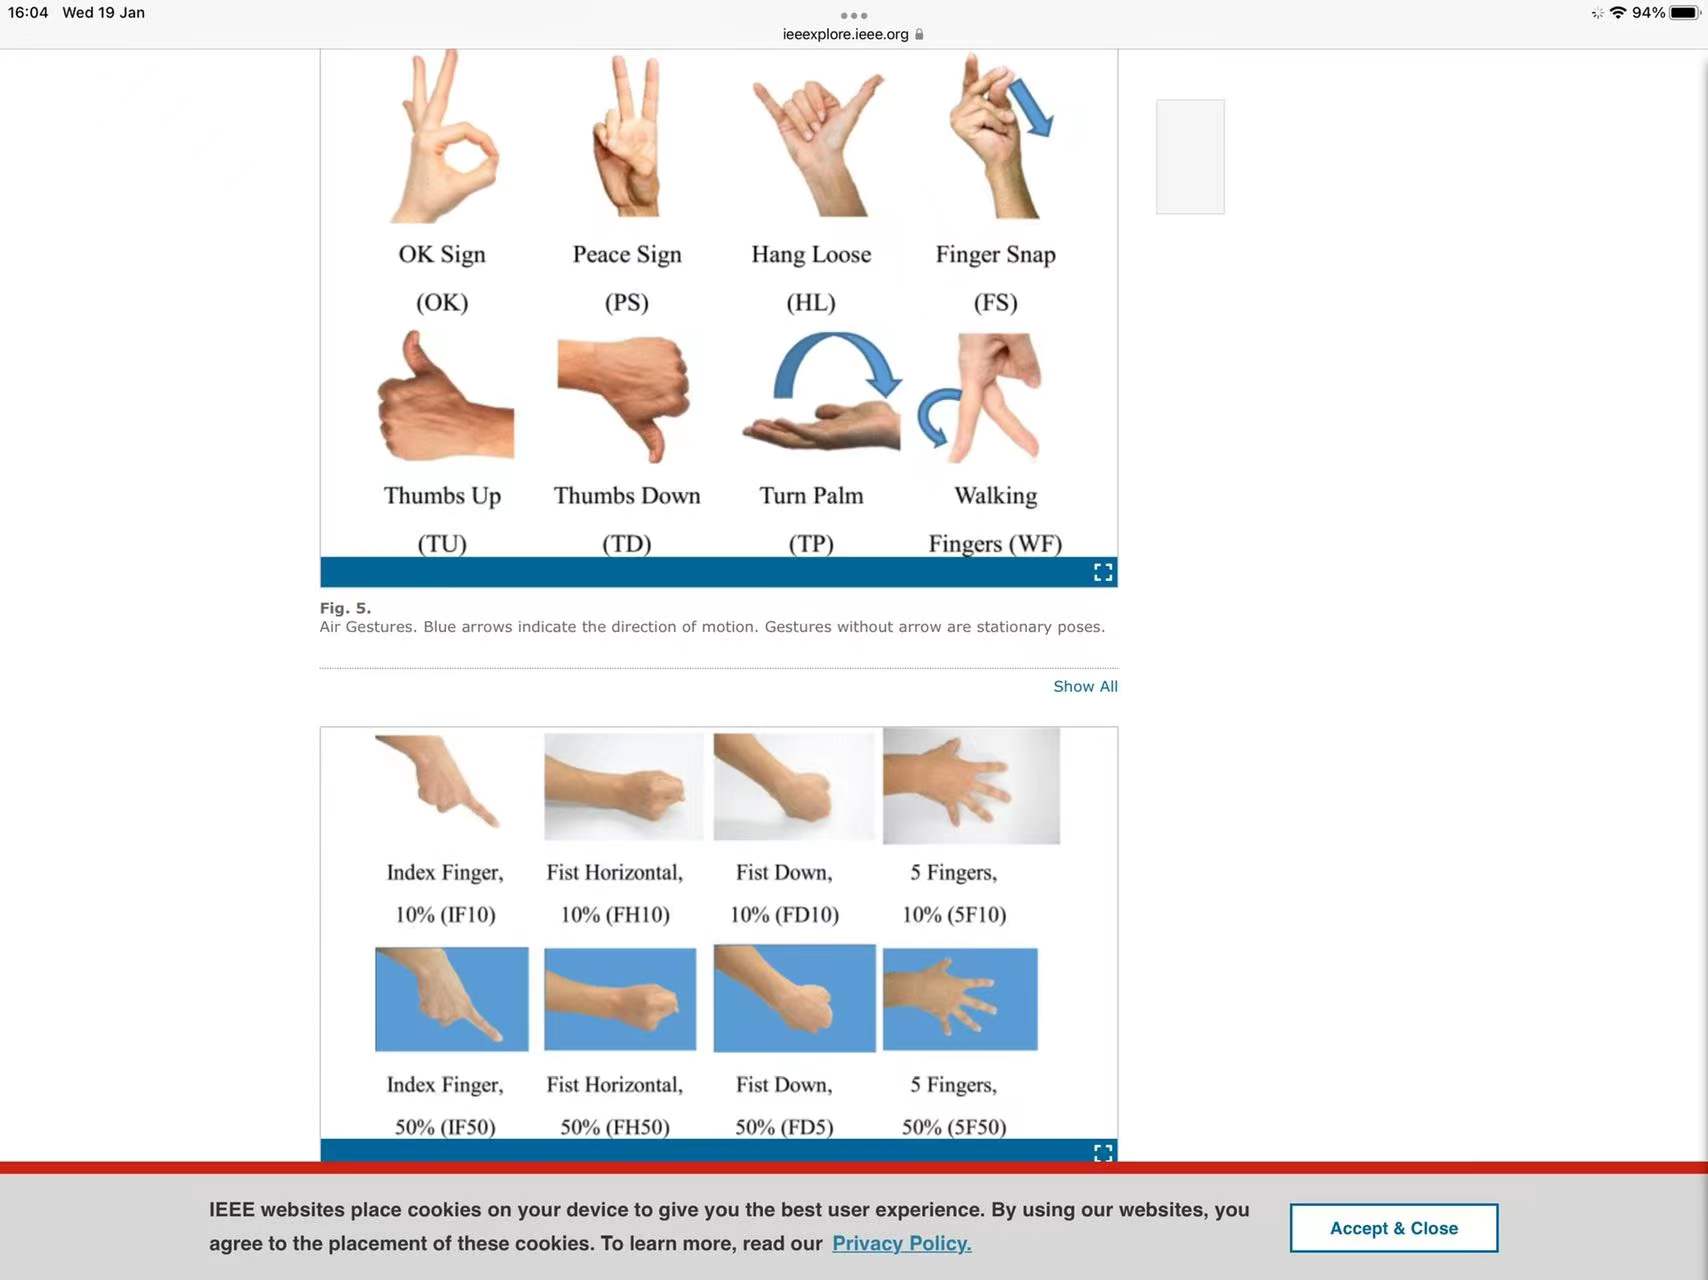 16:04 Wed 19 Jan
94%
ieeexplore.ieee.org
OK Sign Peace Sign Hang Loose Finger Snap
(OK) (PS) (HL) (FS)
Thumbs Up Thumbs Down Turn Palm Walking
(TU) (TD) (TP) Fingers (WF)
Fig. 5.
Air Gestures. Blue arrows indicate the direction of motion. Gestures without arrow are stationary poses.
Show All
Index Finger, Fist Horizontal, Fist Down, 5 Fingers,
10% (IF10) 10% (FH10) 10% (FD10) 10% (5F10)
Index Finger, Fist Horizontal, Fist Down, 5 Fingers,
50% (IF50) 50% (FH50) 50% (FD5) 50% (5F50)
IEEE websites place cookies on your device to give you the best user experience. By using our websites, you
agree to the placement of these cookies. To learn more, read our Privacy Policy.
Accept & Close